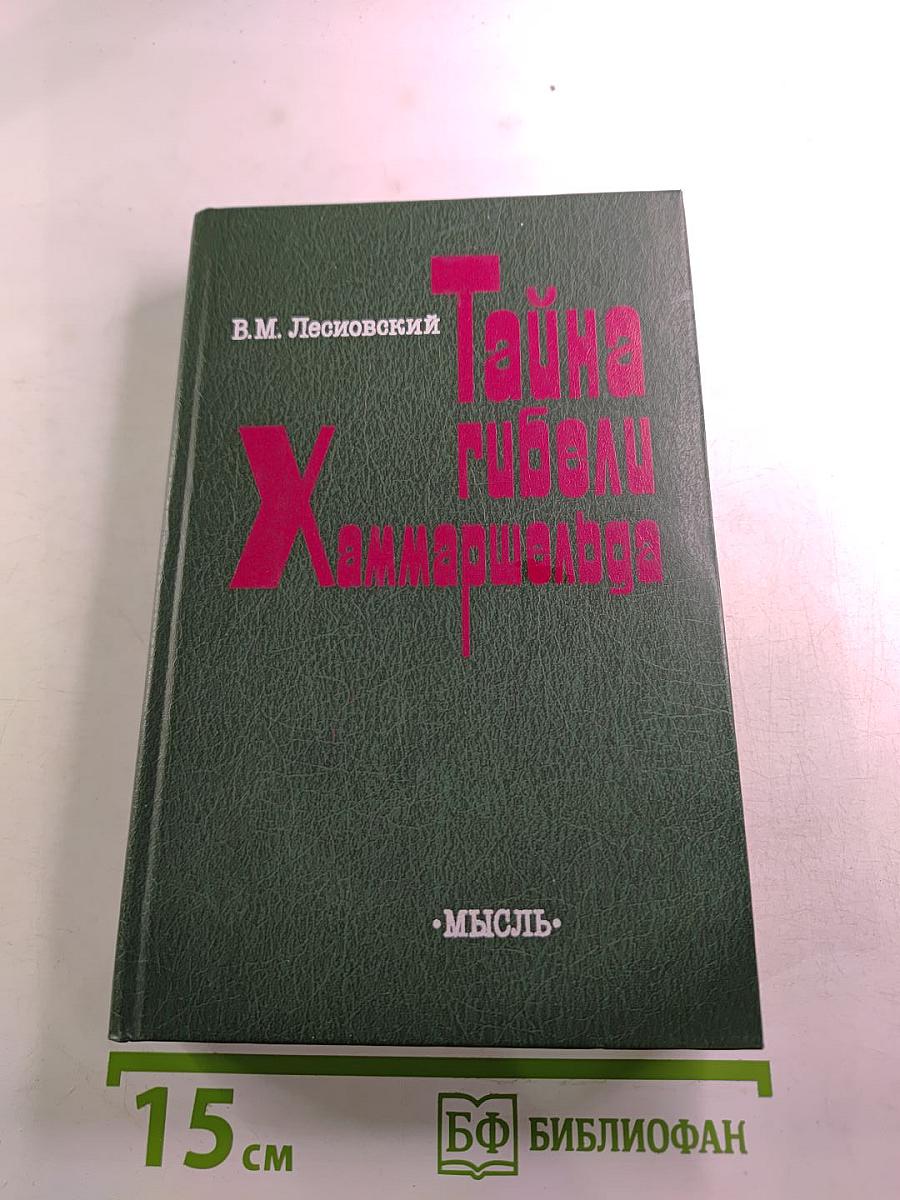 В.М. Лесиовский
Тайна
гибели
Хаммаршельда
•МЫСЛЬ•
15 см
БФ БИБЛИОФАН